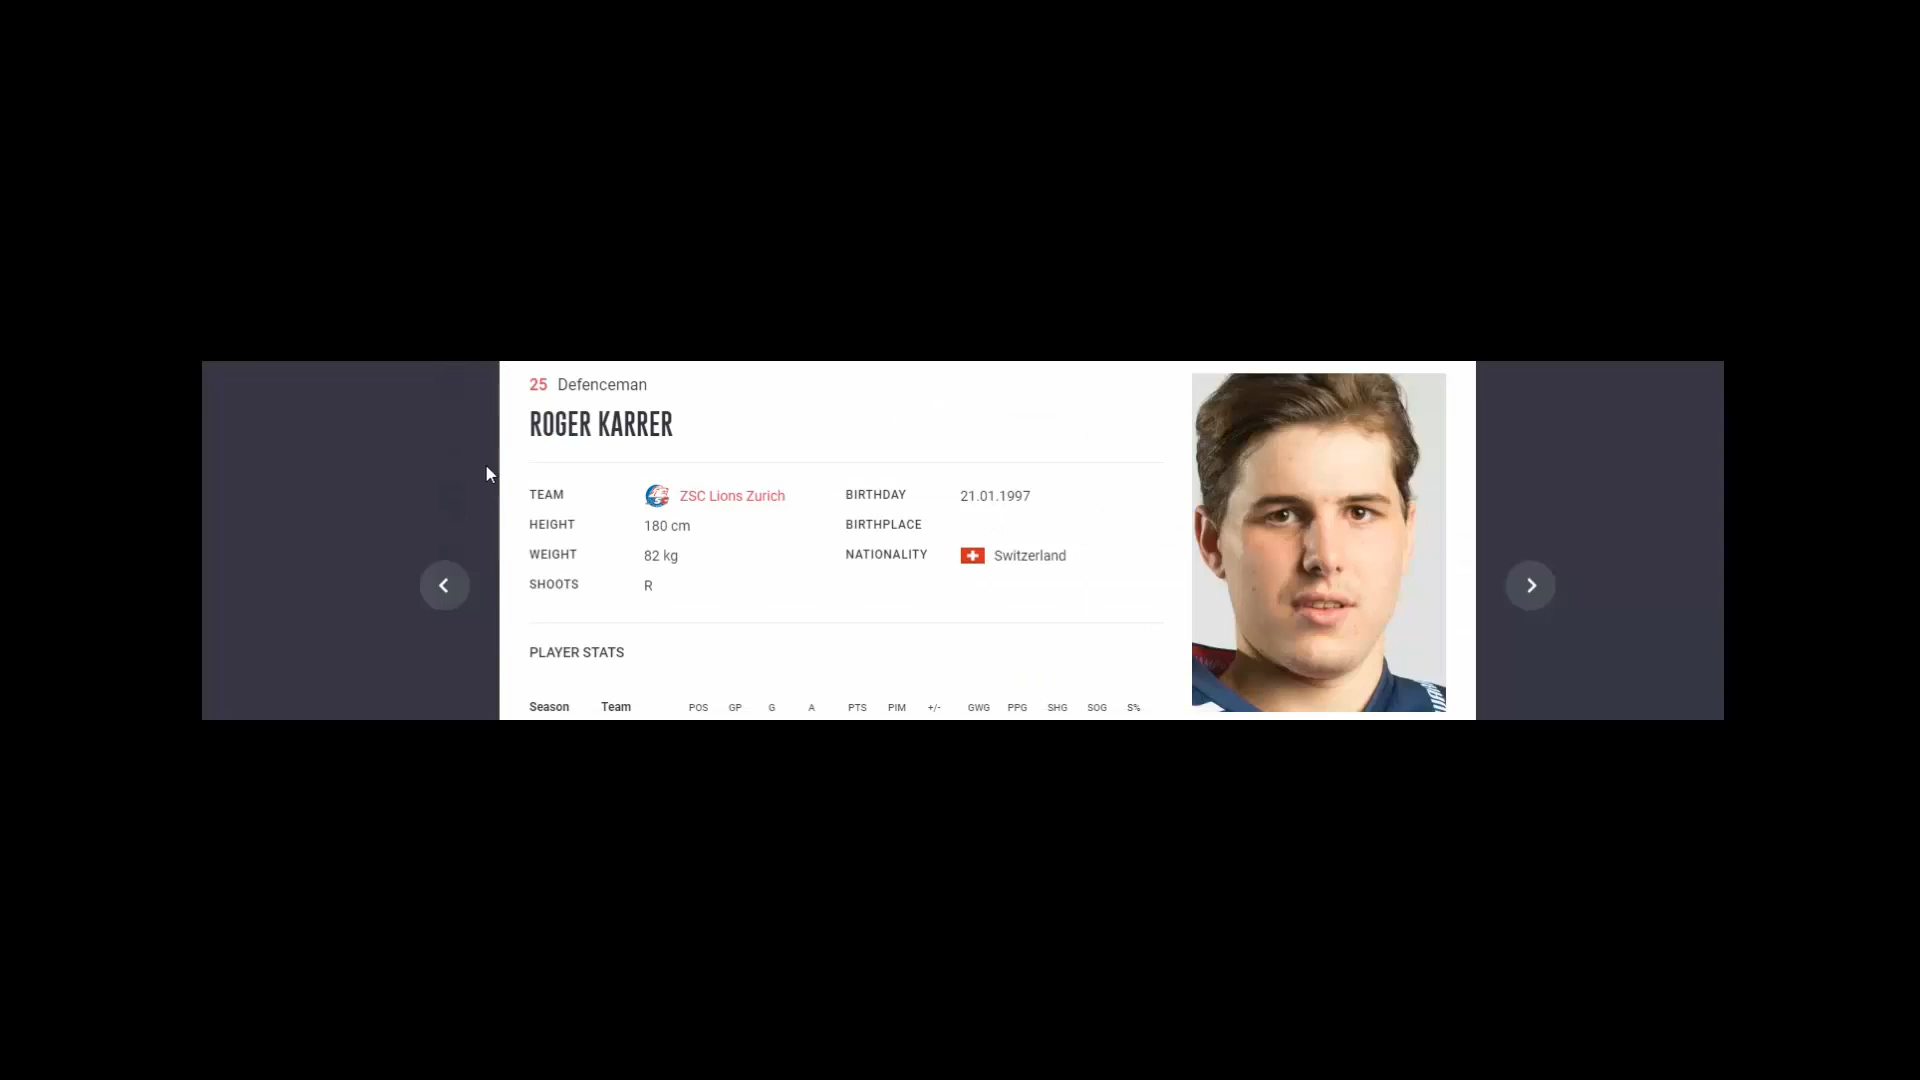 25 Defenceman
ROGER KARRER
TEAM ZSC Lions Zurich BIRTHDAY 21.01.1997
HEIGHT 180 cm BIRTHPLACE
WEIGHT 82 kg NATIONALITY Switzerland
SHOOTS R
PLAYER STATS
Season Team POS GP G A PTS PIM +/- GWG PPG SHG SOG S%